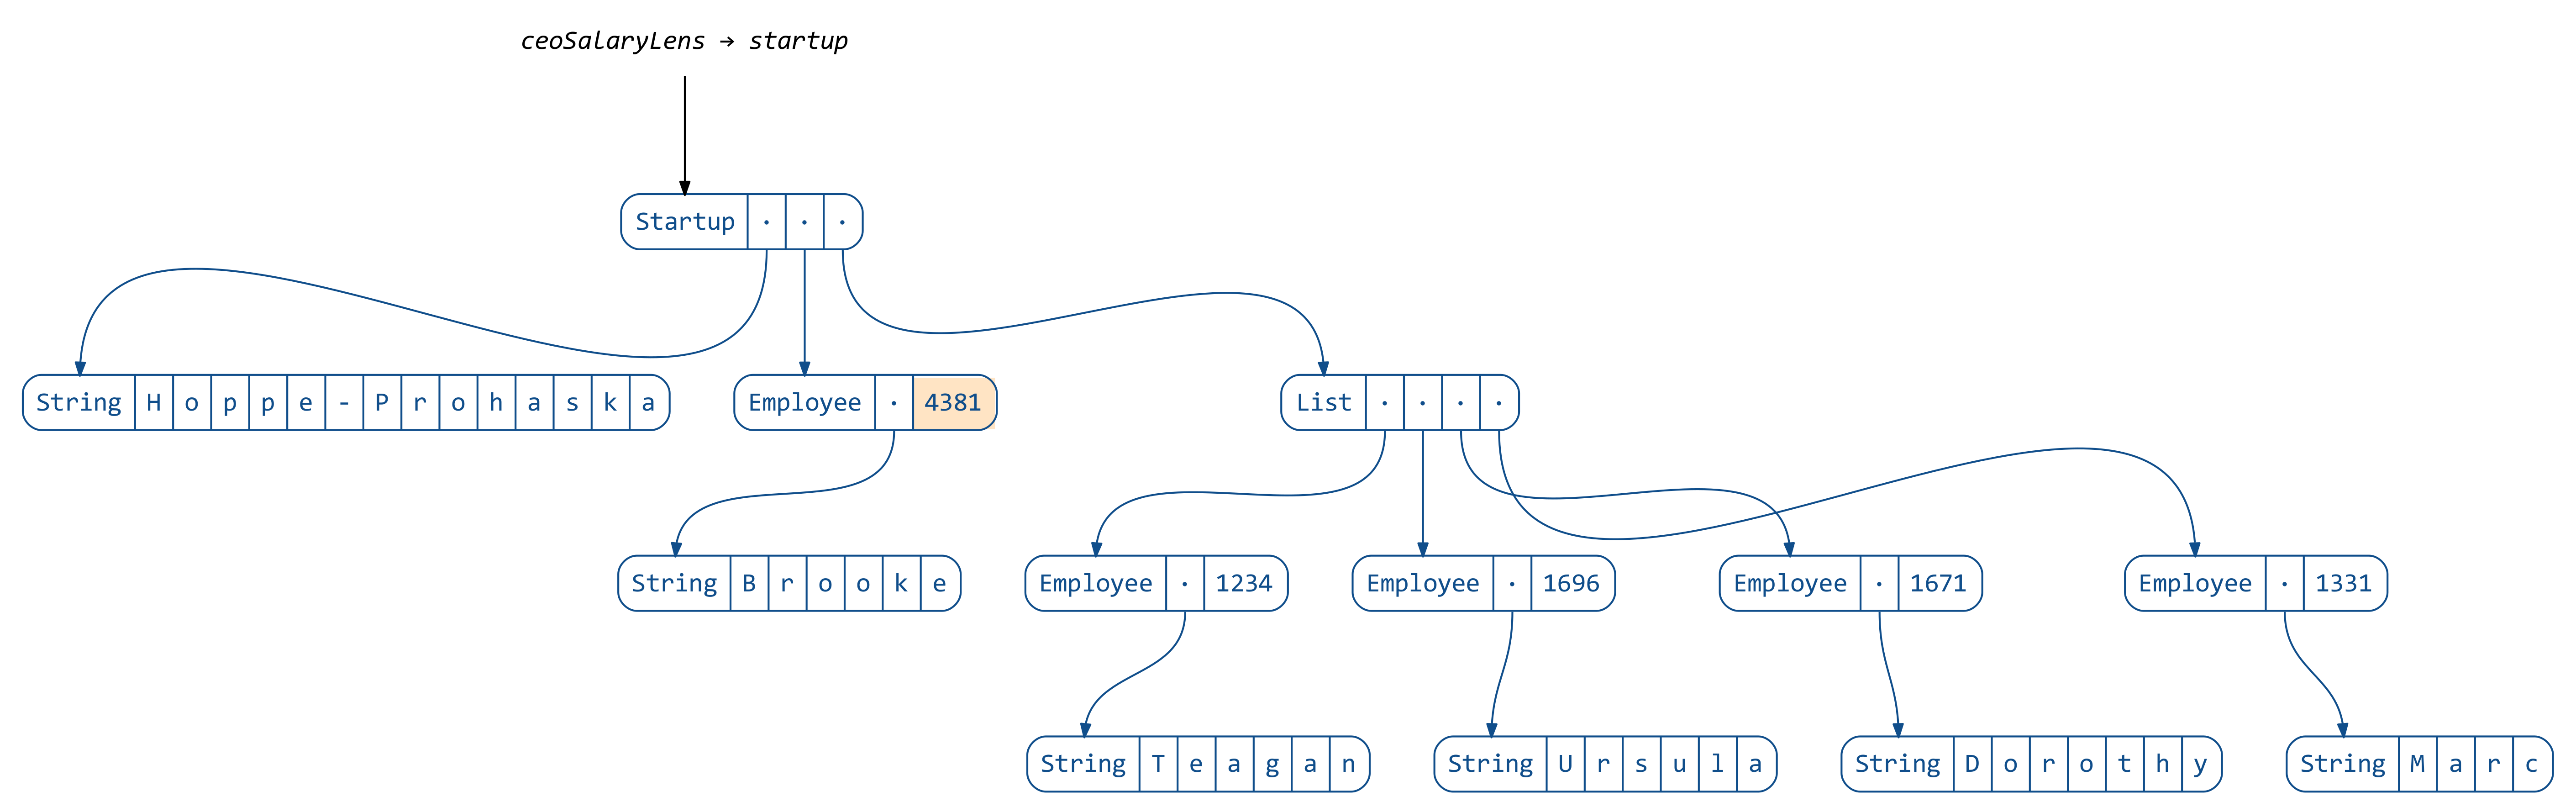 ceoSalaryLens → startup
Startup · · ·
String H o p p e - P r o h a s k a
Employee · 4381
List · · · ·
String B r o o k e
Employee · 1234
Employee · 1696
Employee · 1671
Employee · 1331
String T e a g a n
String U r s u l a
String D o r o t h y
String M a r c